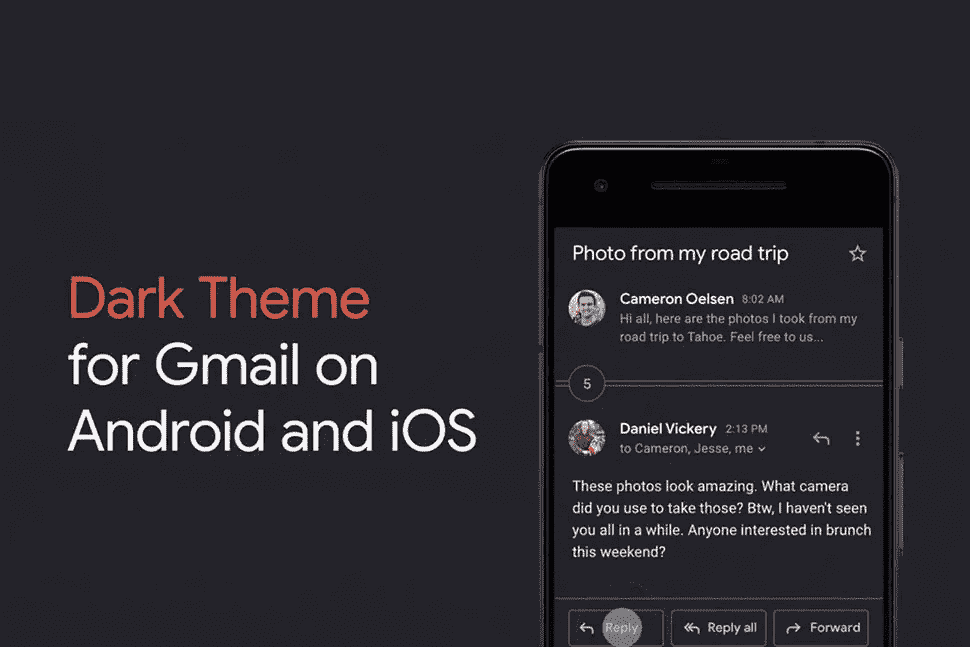 Dark Theme
for Gmail on
Android and iOS
Photo from my road trip
Cameron Oelsen 8:02 AM
Hi all, here are the photos I took from my
road trip to Tahoe. Feel free to us...
5
Daniel Vickery 2:13 PM
to Cameron, Jesse, me
These photos look amazing. What camera
did you use to take those? Btw, I haven't seen
you all in a while. Anyone interested in brunch
this weekend?
Reply Reply all Forward